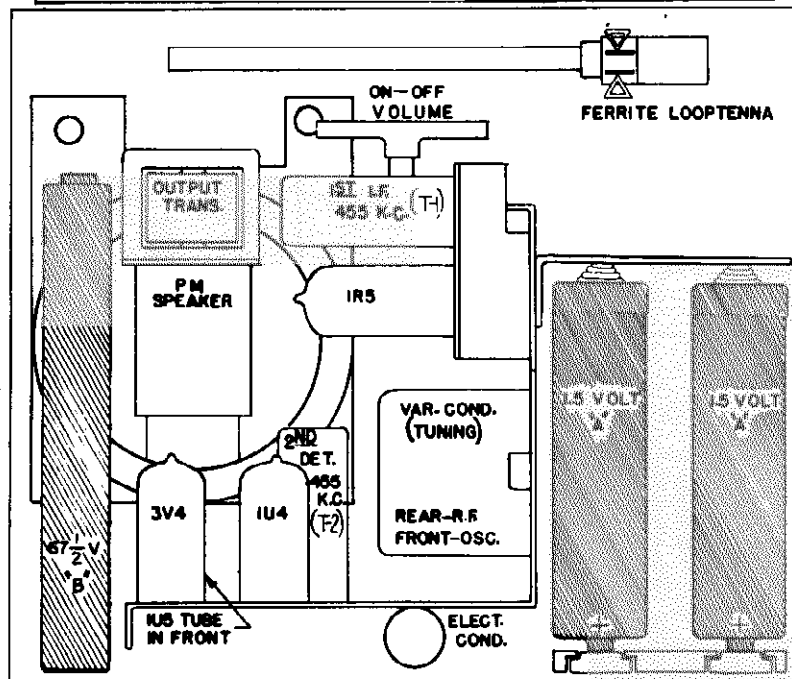 ON-OFF
VOLUME
FERRITE LOOPTENNA
OUTPUT
TRANS.
1ST I.F.
455 K.C. (T-1)
PM
SPEAKER
1R5
1.5 VOLT
"A"
1.5 VOLT
"A"
VAR-COND.
(TUNING)
REAR-R.F.
FRONT-OSC.
2ND
DET.
455
K.C.
(T-2)
3V4
1U4
67 1/2 V
"B"
1U5 TUBE
IN FRONT
ELECT.
COND.
+
+